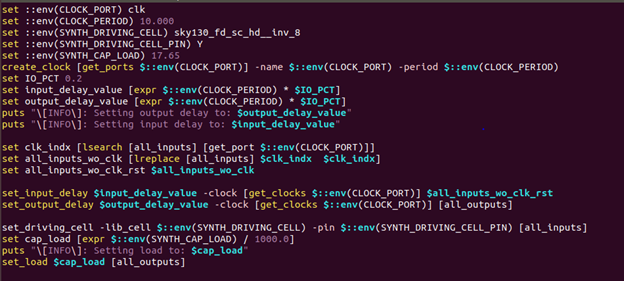 set ::env(CLOCK_PORT) clk
set ::env(CLOCK_PERIOD) 10.000
set ::env(SYNTH_DRIVING_CELL) sky130_fd_sc_hd__inv_8
set ::env(SYNTH_DRIVING_CELL_PIN) Y
set ::env(SYNTH_CAP_LOAD) 17.65
create_clock [get_ports $::env(CLOCK_PORT)] -name $::env(CLOCK_PORT) -period $::env(CLOCK_PERIOD)
set IO_PCT 0.2
set input_delay_value [expr $::env(CLOCK_PERIOD) * $IO_PCT]
set output_delay_value [expr $::env(CLOCK_PERIOD) * $IO_PCT]
puts "\[INFO\]: Setting output delay to: $output_delay_value"
puts "\[INFO\]: Setting input delay to: $input_delay_value"
set clk_indx [lsearch [all_inputs] [get_port $::env(CLOCK_PORT)]]
set all_inputs_wo_clk [lreplace [all_inputs] $clk_indx $clk_indx]
set all_inputs_wo_clk_rst $all_inputs_wo_clk
set_input_delay $input_delay_value -clock [get_clocks $::env(CLOCK_PORT)] $all_inputs_wo_clk_rst
set_output_delay $output_delay_value -clock [get_clocks $::env(CLOCK_PORT)] [all_outputs]
set_driving_cell -lib_cell $::env(SYNTH_DRIVING_CELL) -pin $::env(SYNTH_DRIVING_CELL_PIN) [all_inputs]
set cap_load [expr $::env(SYNTH_CAP_LOAD) / 1000.0]
puts "\[INFO\]: Setting load to: $cap_load"
set_load $cap_load [all_outputs]